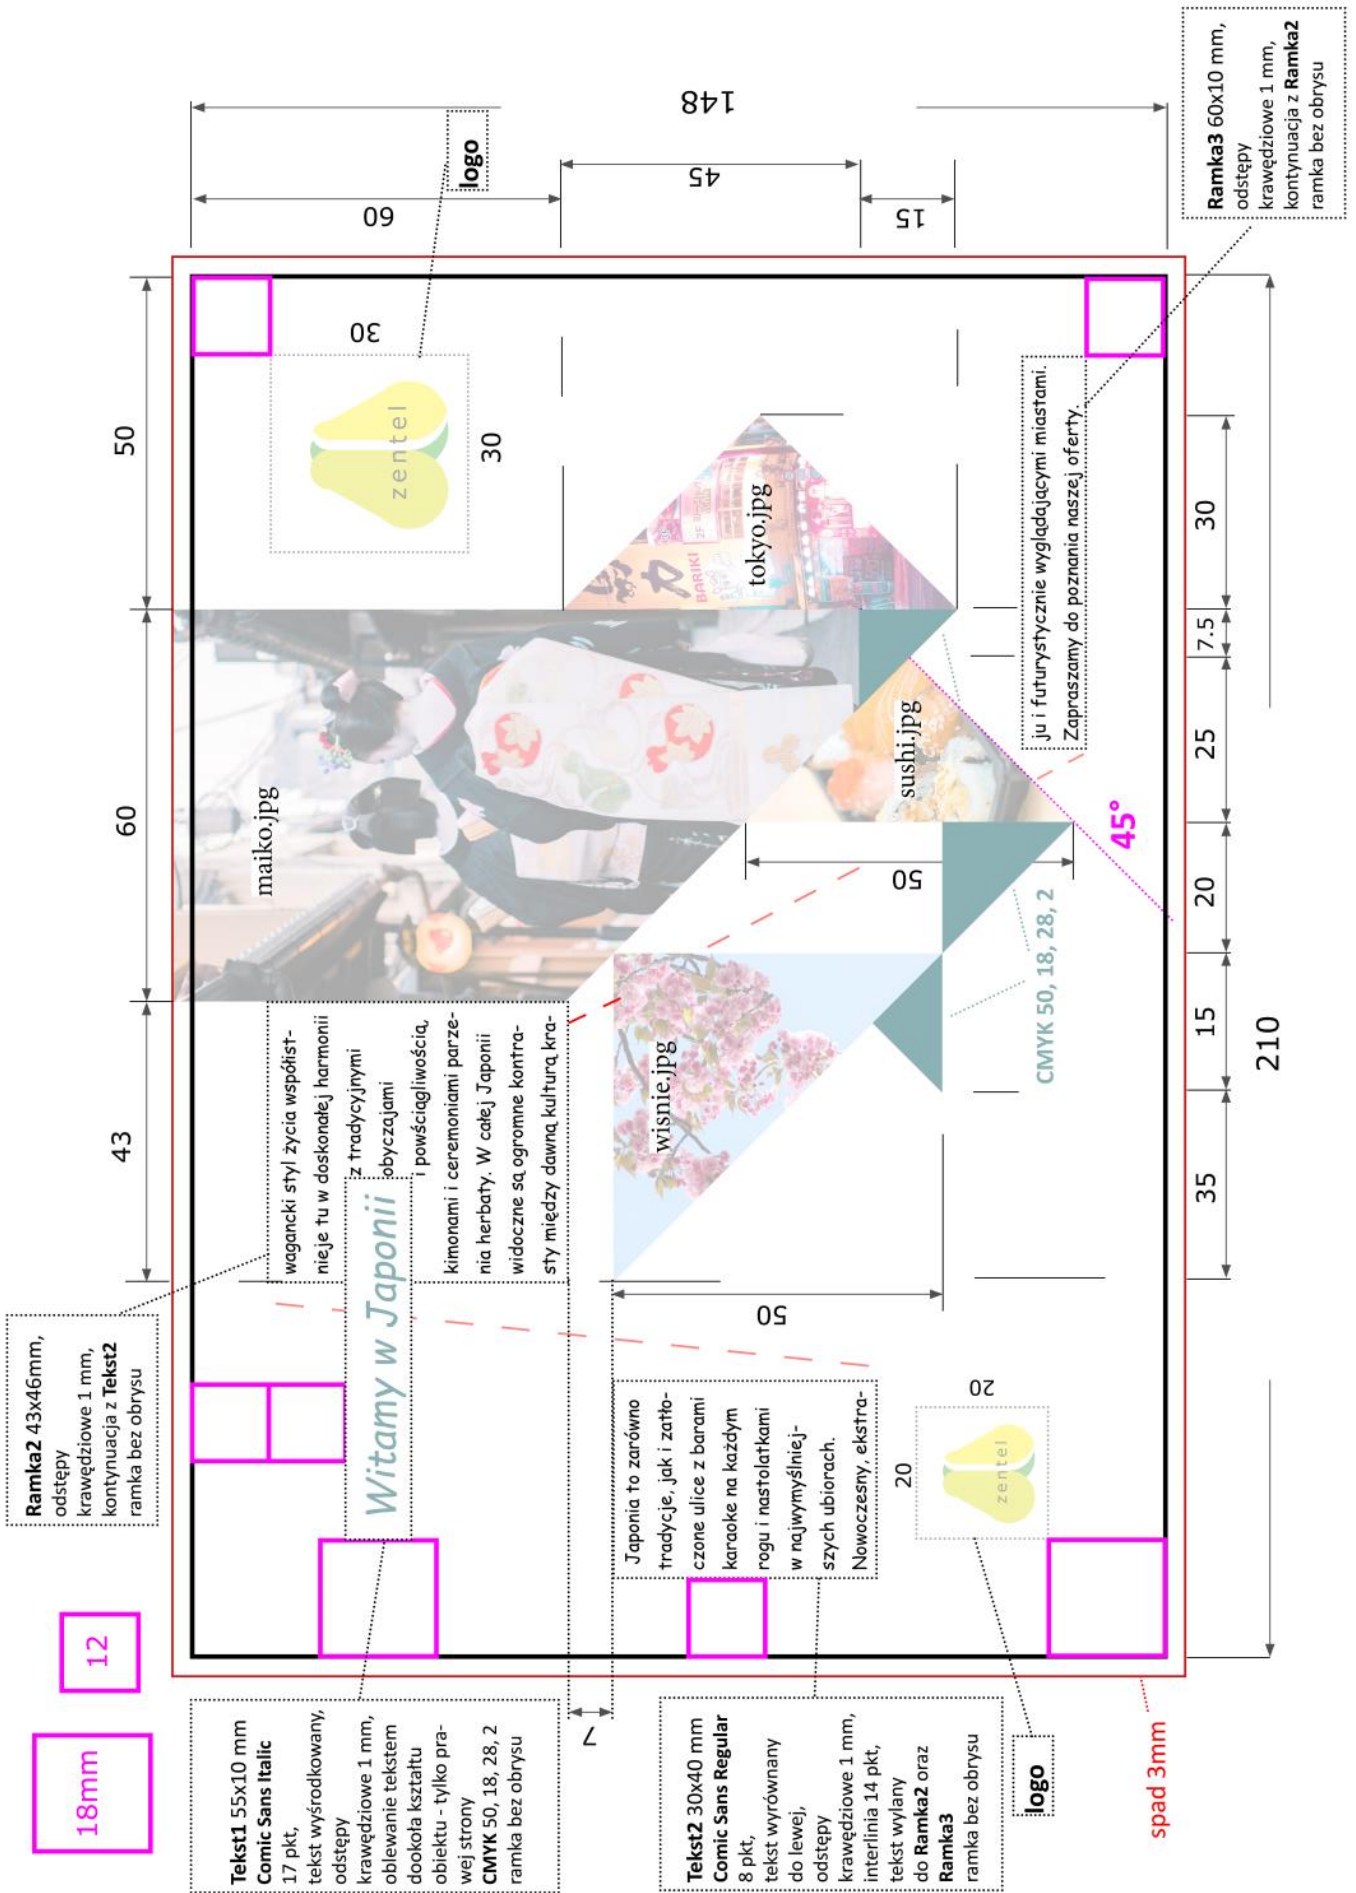 18mm
12
Ramka2 43x46mm,
odstępy
krawędziowe 1 mm,
kontynuacja z Tekst2
ramka bez obrysu
43
60
50
Tekst1 55x10 mm
Comic Sans Italic
17 pkt,
tekst wyśrodkowany,
odstępy
krawędziowe 1 mm,
oblewanie tekstem
dookoła kształtu
obiektu - tylko pra-
wej strony
CMYK 50, 18, 28, 2
ramka bez obrysu
Witamy w Japonii
wagancki styl życia współist-
nieje tu w doskonałej harmonii
z tradycyjnymi
obyczajami
i powściągliwością,
kimonami i ceremoniami parze-
nia herbaty. W całej Japonii
widoczne są ogromne kontra-
sty między dawną kulturą kra-
maiko.jpg
zentel
30
30
logo
60
148
45
15
7
Tekst2 30x40 mm
Comic Sans Regular
8 pkt,
tekst wyrównany
do lewej,
odstępy
krawędziowe 1 mm,
interlinia 14 pkt,
tekst wylany
do Ramka2 oraz
Ramka3
ramka bez obrysu
Japonia to zarówno
tradycje, jak i zatło-
czone ulice z barami
karaoke na każdym
rogu i nastolatkami
w najwymyślniej-
szych ubiorach.
Nowoczesny, ekstra-
50
wisnie.jpg
50
sushi.jpg
BARIKI
2F
tokyo.jpg
20
20
zentel
logo
CMYK 50, 18, 28, 2
45°
ju i futurystycznie wyglądającymi miastami.
Zapraszamy do poznania naszej oferty.
Ramka3 60x10 mm,
odstępy
krawędziowe 1 mm,
kontynuacja z Ramka2
ramka bez obrysu
spad 3mm
35
15
20
25
7.5
30
210